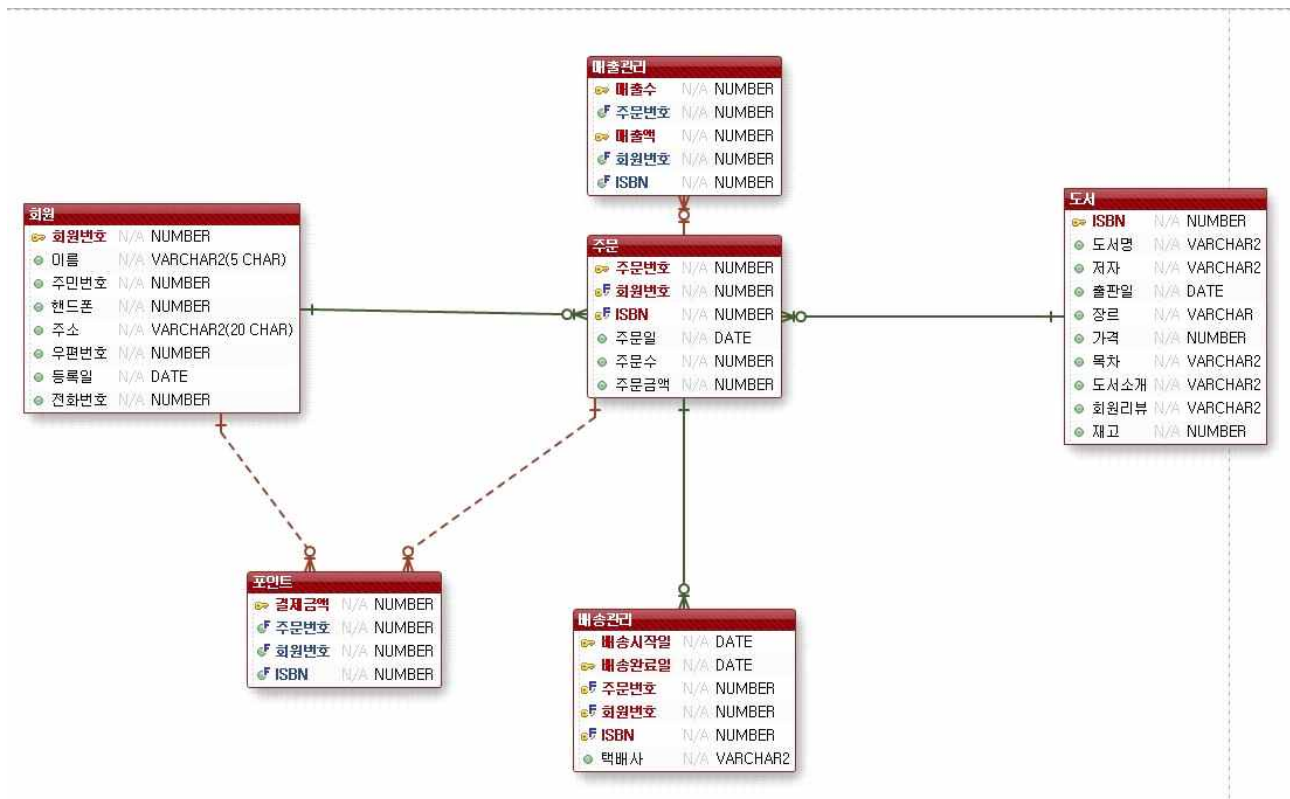 매출관리
매출수 N/A NUMBER
주문번호 N/A NUMBER
매출액 N/A NUMBER
회원번호 N/A NUMBER
ISBN N/A NUMBER
회원
회원번호 N/A NUMBER
이름 N/A VARCHAR2(5 CHAR)
주민번호 N/A NUMBER
핸드폰 N/A NUMBER
주소 N/A VARCHAR2(20 CHAR)
우편번호 N/A NUMBER
등록일 N/A DATE
전화번호 N/A NUMBER
주문
주문번호 N/A NUMBER
회원번호 N/A NUMBER
ISBN N/A NUMBER
주문일 N/A DATE
주문수 N/A NUMBER
주문금액 N/A NUMBER
도서
ISBN N/A NUMBER
도서명 N/A VARCHAR2
저자 N/A VARCHAR2
출판일 N/A DATE
장르 N/A VARCHAR
가격 N/A NUMBER
목차 N/A VARCHAR2
도서소개 N/A VARCHAR2
회원리뷰 N/A VARCHAR2
재고 N/A NUMBER
포인트
결제금액 N/A NUMBER
주문번호 N/A NUMBER
회원번호 N/A NUMBER
ISBN N/A NUMBER
배송관리
배송시작일 N/A DATE
배송완료일 N/A DATE
주문번호 N/A NUMBER
회원번호 N/A NUMBER
ISBN N/A NUMBER
택배사 N/A VARCHAR2